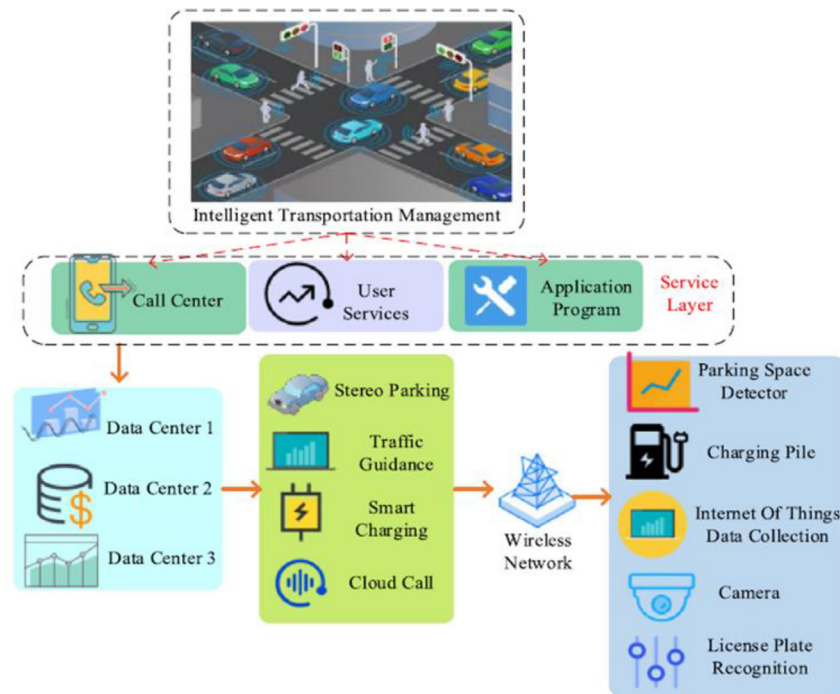 Intelligent Transportation Management
Call Center
User
Services
Application
Program
Service
Layer
Data Center 1
Data Center 2
Data Center 3
Stereo Parking
Traffic
Guidance
Smart
Charging
Cloud Call
Wireless
Network
Parking Space
Detector
Charging Pile
Internet Of Things
Data Collection
Camera
License Plate
Recognition